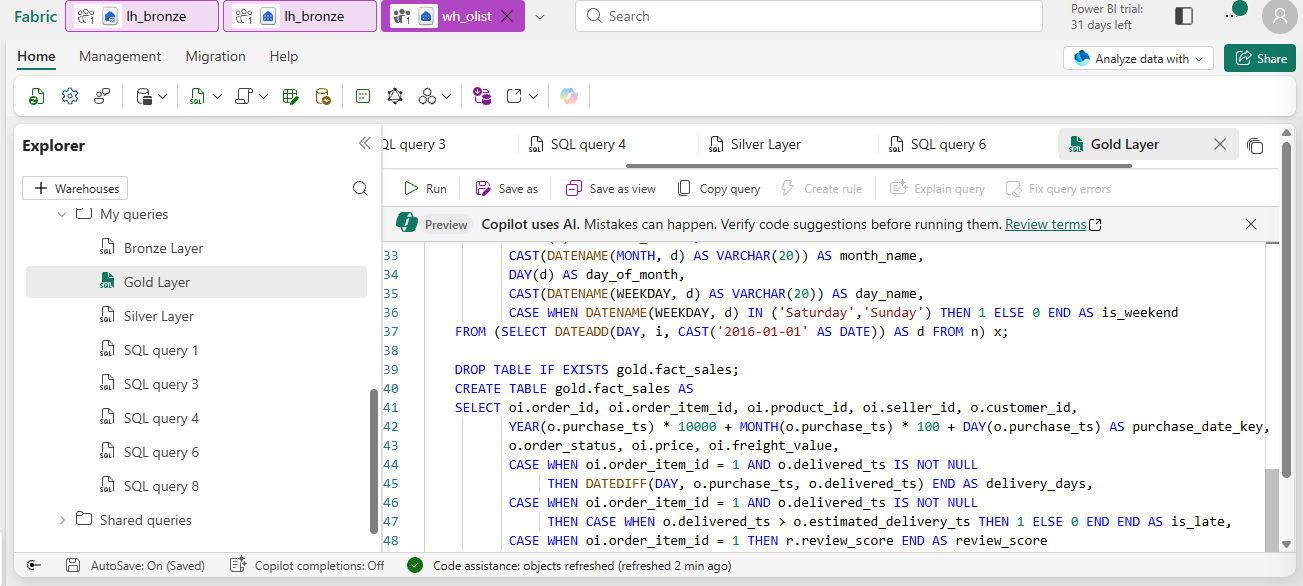 Fabric
lh_bronze
lh_bronze
wh_olist
Search
Power BI trial:
31 days left
Home Management Migration Help
Analyze data with
Share
Explorer
Warehouses
My queries
Bronze Layer
Gold Layer
Silver Layer
SQL query 1
SQL query 3
SQL query 4
SQL query 6
SQL query 8
Shared queries
QL query 3
SQL query 4
Silver Layer
SQL query 6
Gold Layer
Run Save as Save as view Copy query Create rule Explain query Fix query errors
Preview Copilot uses AI. Mistakes can happen. Verify code suggestions before running them. Review terms
33 CAST(DATENAME(MONTH, d) AS VARCHAR(20)) AS month_name,
34 DAY(d) AS day_of_month,
35 CAST(DATENAME(WEEKDAY, d) AS VARCHAR(20)) AS day_name,
36 CASE WHEN DATENAME(WEEKDAY, d) IN ('Saturday','Sunday') THEN 1 ELSE 0 END AS is_weekend
37 FROM (SELECT DATEADD(DAY, i, CAST('2016-01-01' AS DATE)) AS d FROM n) x;
38
39 DROP TABLE IF EXISTS gold.fact_sales;
40 CREATE TABLE gold.fact_sales AS
41 SELECT oi.order_id, oi.order_item_id, oi.product_id, oi.seller_id, o.customer_id,
42 YEAR(o.purchase_ts) * 10000 + MONTH(o.purchase_ts) * 100 + DAY(o.purchase_ts) AS purchase_date_key,
43 o.order_status, oi.price, oi.freight_value,
44 CASE WHEN oi.order_item_id = 1 AND o.delivered_ts IS NOT NULL
45 THEN DATEDIFF(DAY, o.purchase_ts, o.delivered_ts) END AS delivery_days,
46 CASE WHEN oi.order_item_id = 1 AND o.delivered_ts IS NOT NULL
47 THEN CASE WHEN o.delivered_ts > o.estimated_delivery_ts THEN 1 ELSE 0 END END AS is_late,
48 CASE WHEN oi.order_item_id = 1 THEN r.review_score END AS review_score
AutoSave: On (Saved) Copilot completions: Off Code assistance: objects refreshed (refreshed 2 min ago)